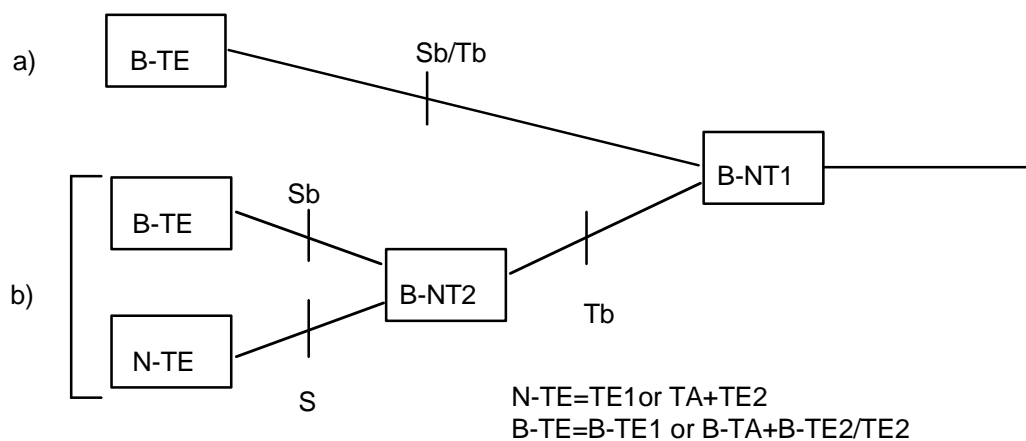 a)
B-TE
Sb/Tb
B-NT1
b)
B-TE
Sb
B-NT2
Tb
N-TE
S
N-TE=TE1or TA+TE2
B-TE=B-TE1 or B-TA+B-TE2/TE2